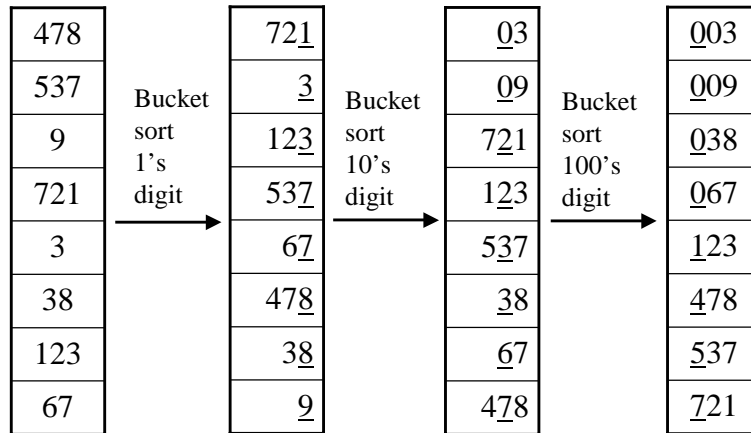 478
537
9
721
3
38
123
67
Bucket
sort
1’s
digit
721
3
123
537
67
478
38
9
Bucket
sort
10’s
digit
03
09
721
123
537
38
67
478
Bucket
sort
100’s
digit
003
009
038
067
123
478
537
721